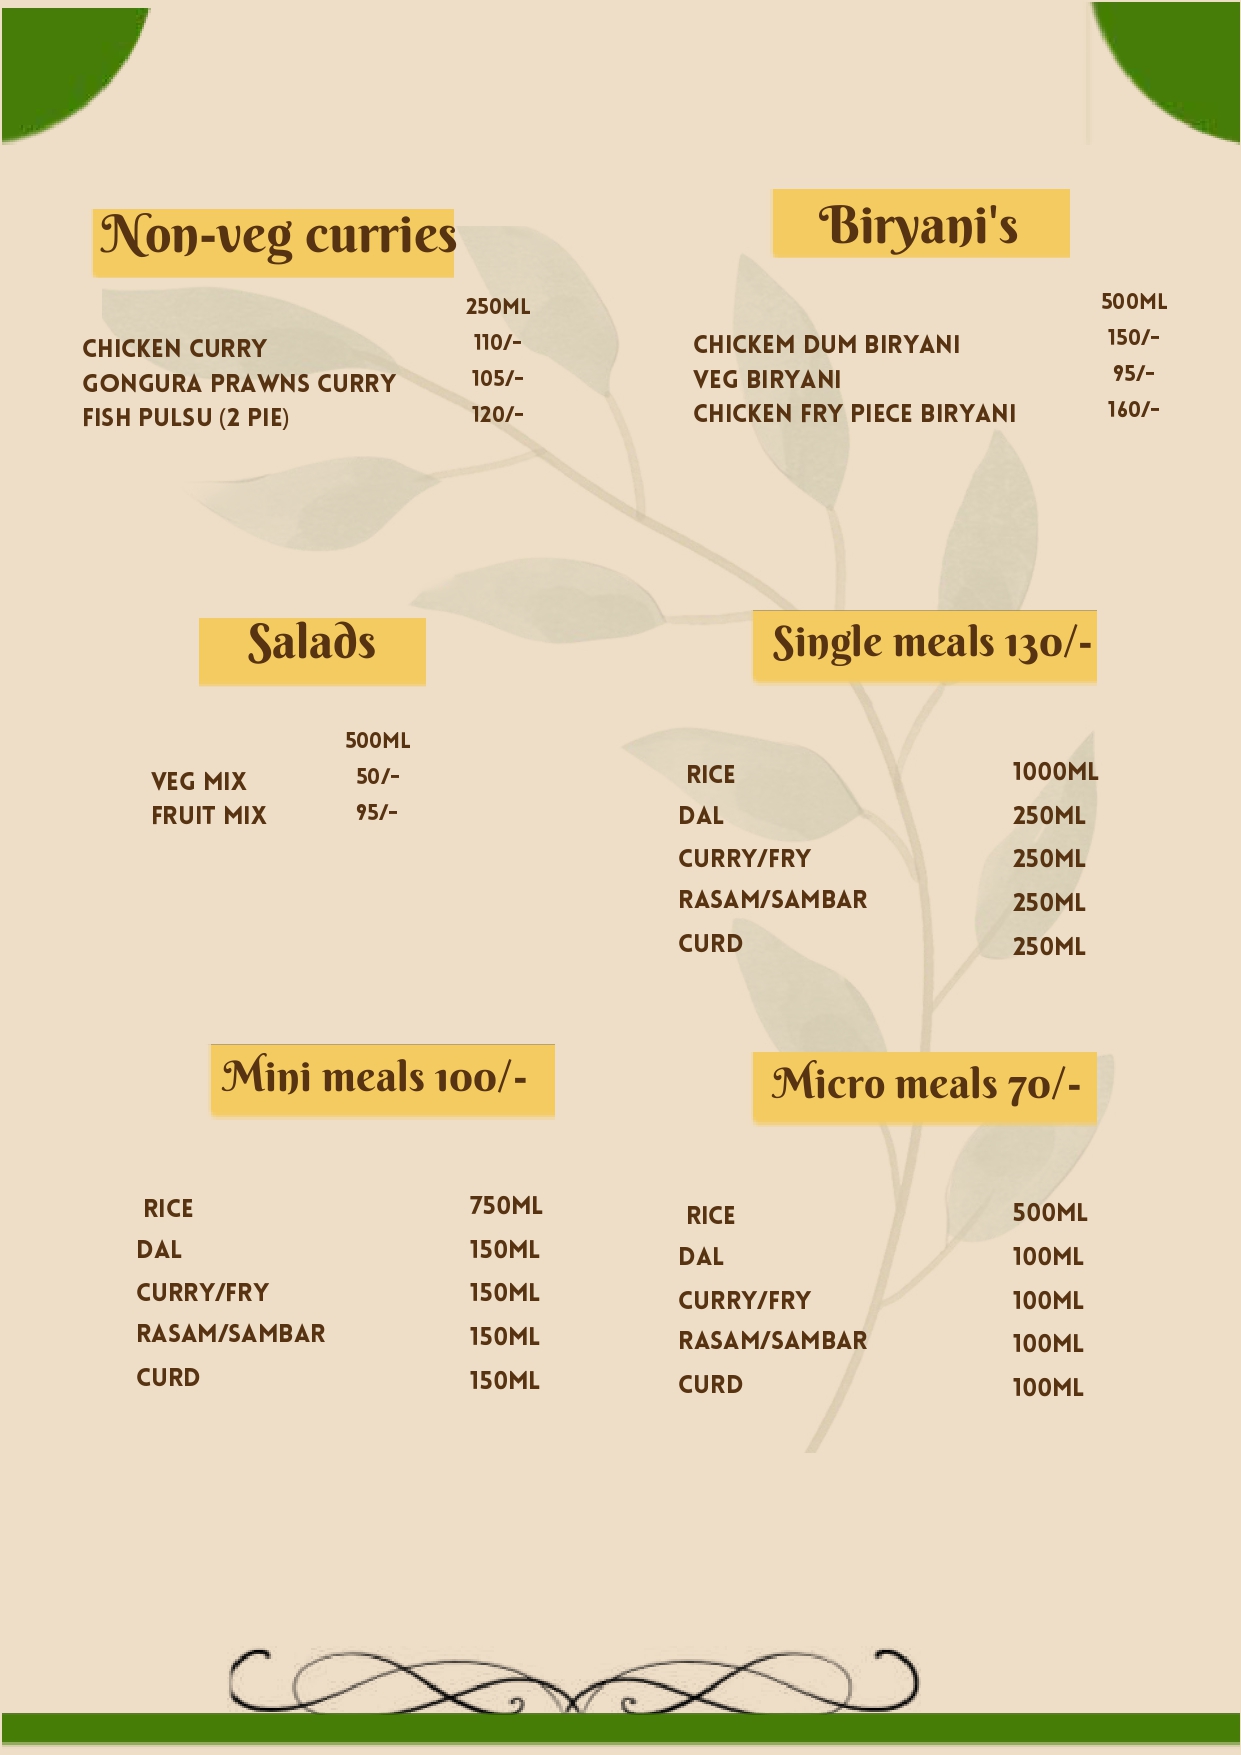 Non-veg curries
250ML
CHICKEN CURRY 110/-
GONGURA PRAWNS CURRY 105/-
FISH PULSU (2 PIE) 120/-
Biryani's
500ML
CHICKEM DUM BIRYANI 150/-
VEG BIRYANI 95/-
CHICKEN FRY PIECE BIRYANI 160/-
Salads
500ML
VEG MIX 50/-
FRUIT MIX 95/-
Single meals 130/-
RICE 1000ML
DAL 250ML
CURRY/FRY 250ML
RASAM/SAMBAR 250ML
CURD 250ML
Mini meals 100/-
RICE 750ML
DAL 150ML
CURRY/FRY 150ML
RASAM/SAMBAR 150ML
CURD 150ML
Micro meals 70/-
RICE 500ML
DAL 100ML
CURRY/FRY 100ML
RASAM/SAMBAR 100ML
CURD 100ML